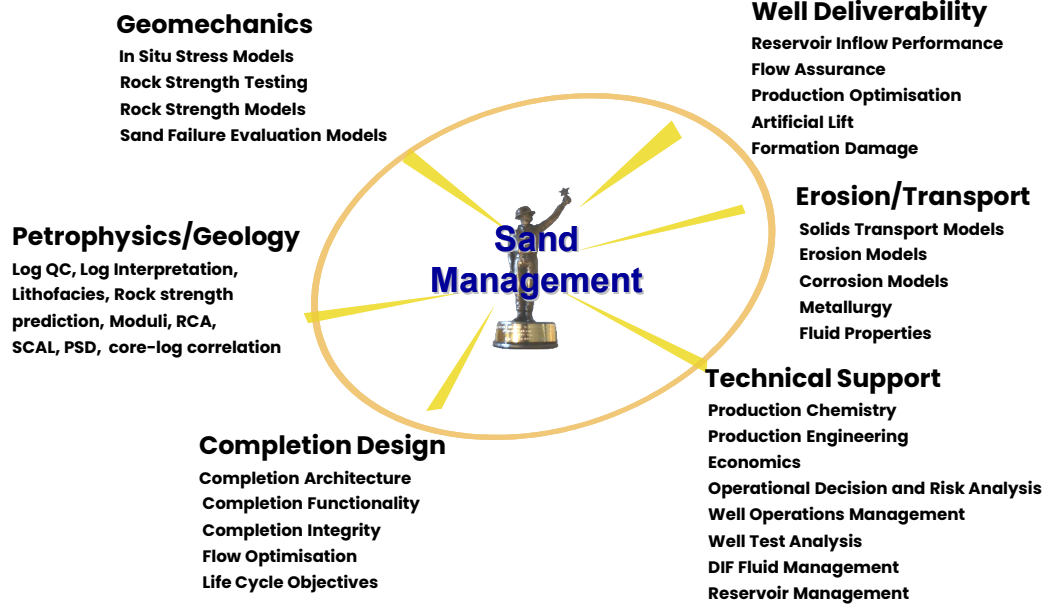 Geomechanics
In Situ Stress Models
Rock Strength Testing
Rock Strength Models
Sand Failure Evaluation Models
Well Deliverability
Reservoir Inflow Performance
Flow Assurance
Production Optimisation
Artificial Lift
Formation Damage
Petrophysics/Geology
Log QC, Log Interpretation,
Lithofacies, Rock strength
prediction, Moduli, RCA,
SCAL, PSD, core-log correlation
Sand
Management
Erosion/Transport
Solids Transport Models
Erosion Models
Corrosion Models
Metallurgy
Fluid Properties
Completion Design
Completion Architecture
Completion Functionality
Completion Integrity
Flow Optimisation
Life Cycle Objectives
Technical Support
Production Chemistry
Production Engineering
Economics
Operational Decision and Risk Analysis
Well Operations Management
Well Test Analysis
DIF Fluid Management
Reservoir Management